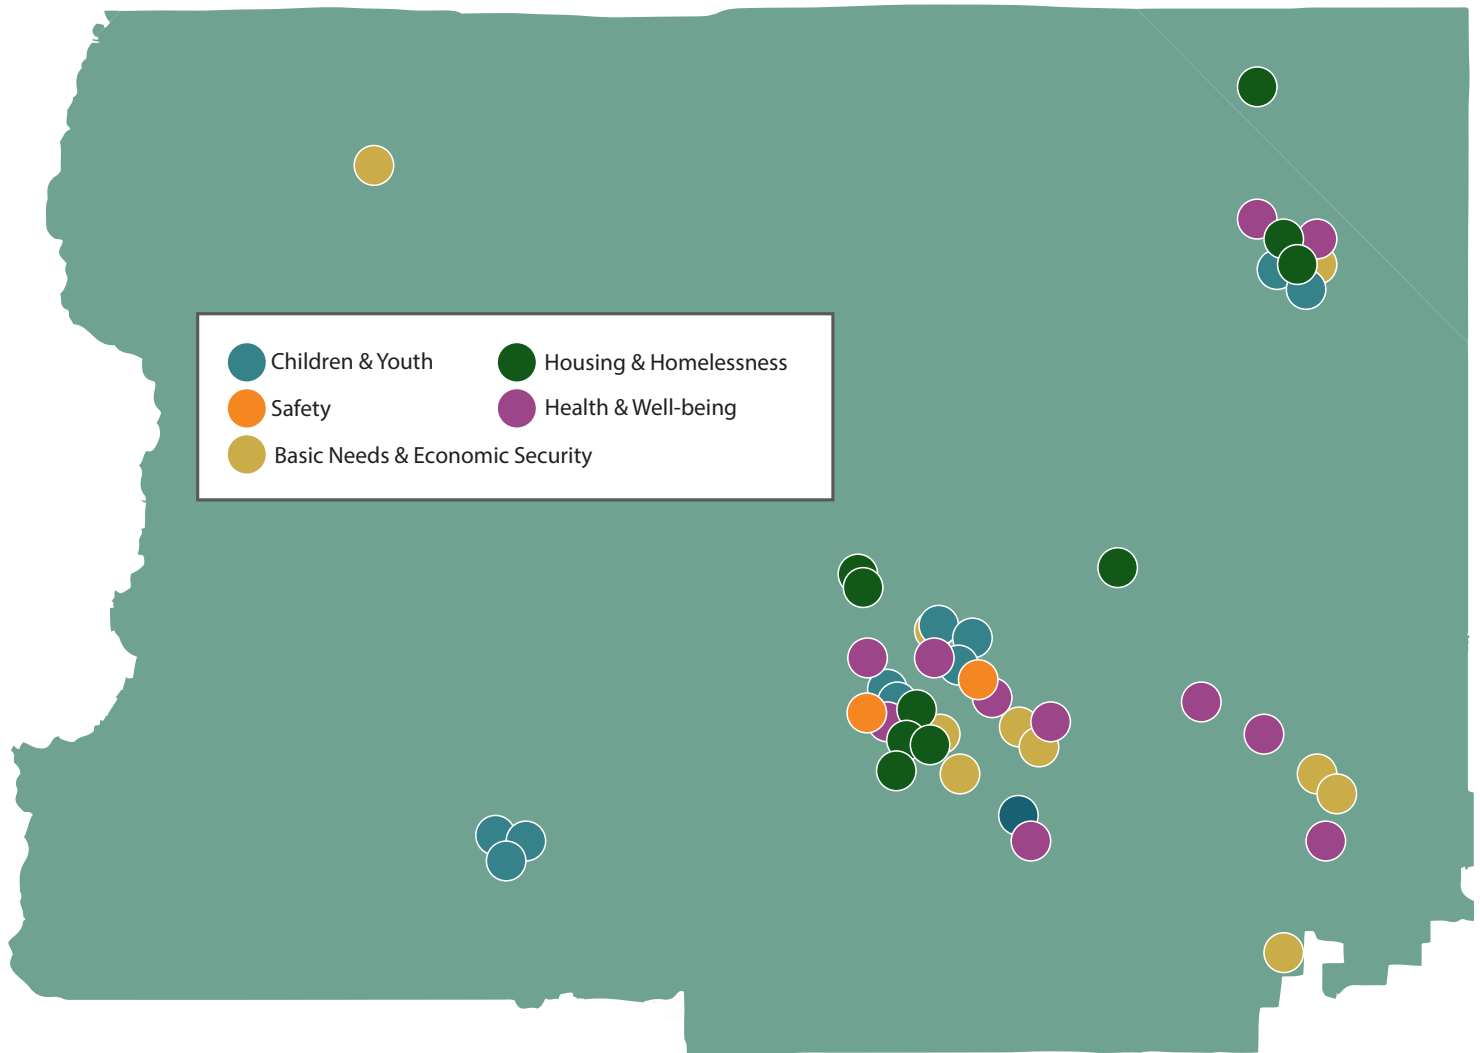 Children & Youth
Housing & Homelessness
Safety
Health & Well-being
Basic Needs & Economic Security